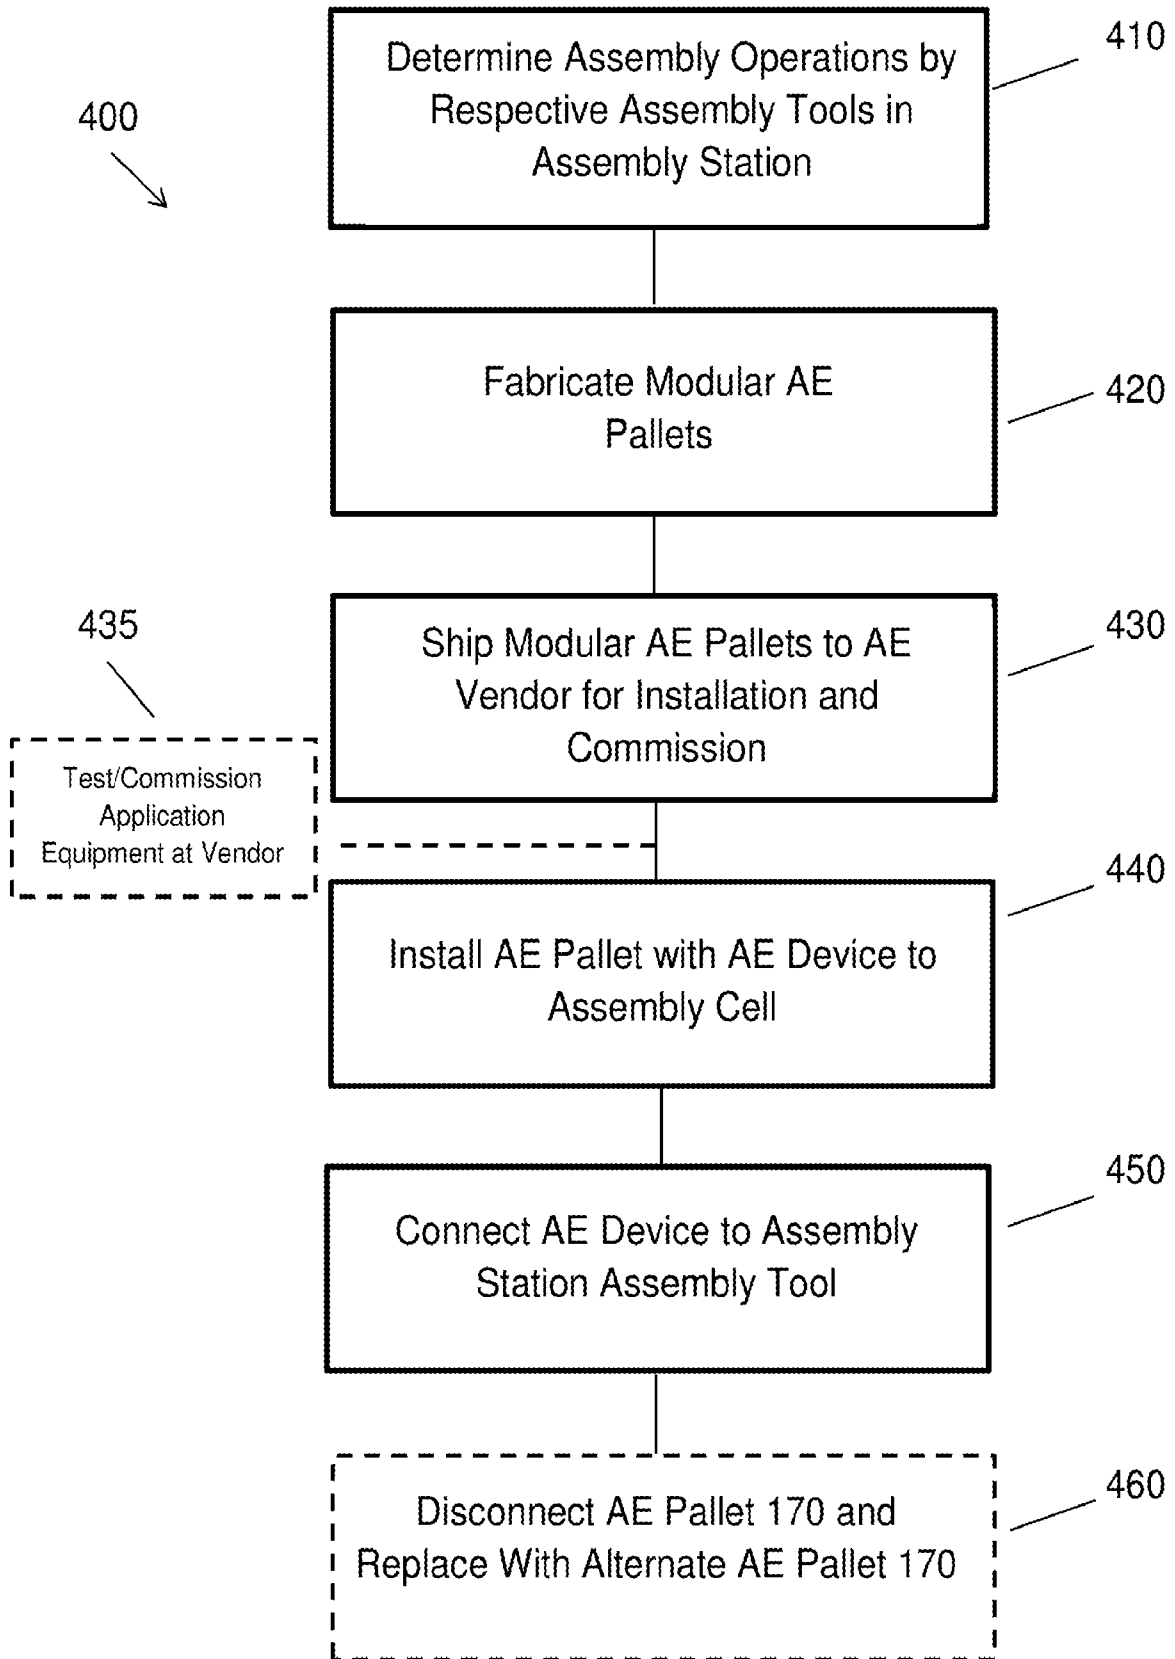 410
Determine Assembly Operations by
Respective Assembly Tools in
Assembly Station
400
Fabricate Modular AE
Pallets
420
435
Ship Modular AE Pallets to AE
Vendor for Installation and
Commission
430
Test/Commission
Application
Equipment at Vendor
440
Install AE Pallet with AE Device to
Assembly Cell
450
Connect AE Device to Assembly
Station Assembly Tool
460
Disconnect AE Pallet 170 and
Replace With Alternate AE Pallet 170